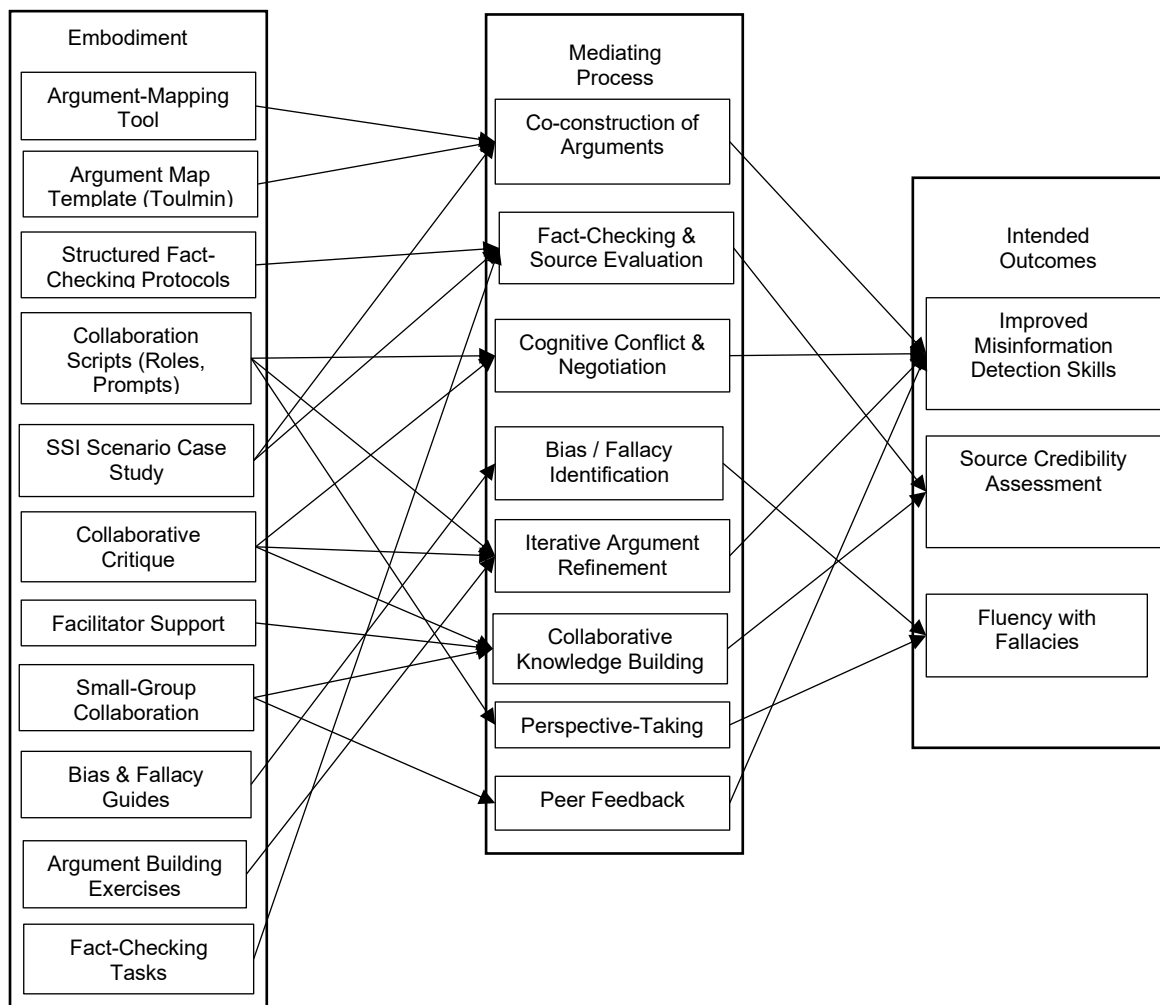 Embodiment
Argument-Mapping
Tool
Argument Map
Template (Toulmin)
Structured Fact-
Checking Protocols
Collaboration
Scripts (Roles,
Prompts)
SSI Scenario Case
Study
Collaborative
Critique
Facilitator Support
Small-Group
Collaboration
Bias & Fallacy
Guides
Argument Building
Exercises
Fact-Checking
Tasks
Mediating
Process
Co-construction of
Arguments
Fact-Checking &
Source Evaluation
Cognitive Conflict &
Negotiation
Bias / Fallacy
Identification
Iterative Argument
Refinement
Collaborative
Knowledge Building
Perspective-Taking
Peer Feedback
Intended
Outcomes
Improved
Misinformation
Detection Skills
Source Credibility
Assessment
Fluency with
Fallacies